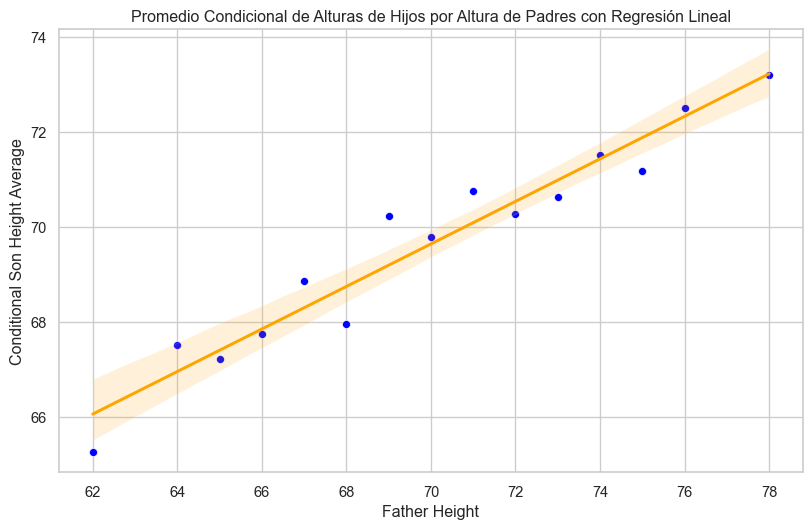 Promedio Condicional de Alturas de Hijos por Altura de Padres con Regresión Lineal
74
72
70
68
66
Conditional Son Height Average
62 64 66 68 70 72 74 76 78
Father Height